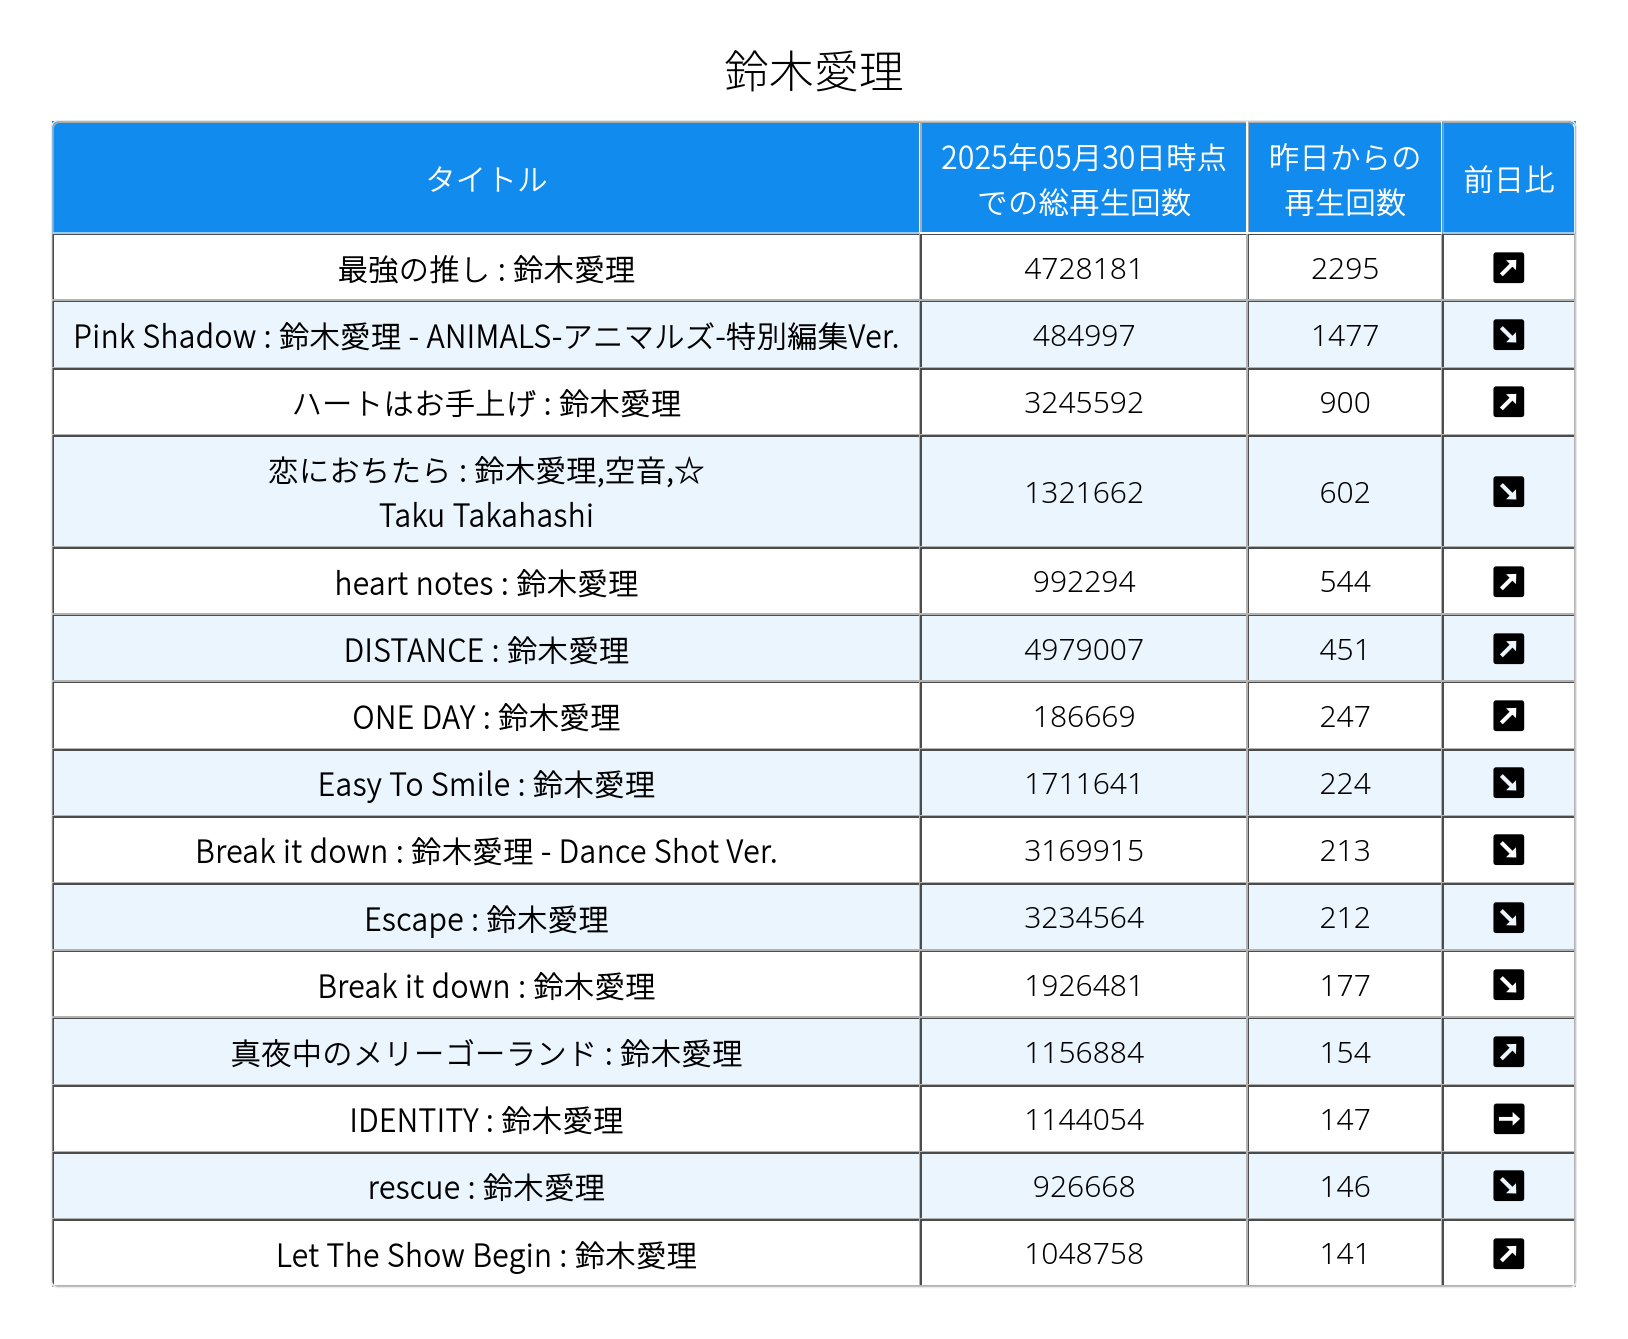 鈴木愛理
タイトル
2025年05月30日時点
での総再生回数
昨日からの
再生回数
前日比
最強の推し : 鈴木愛理 4728181 2295 ↗
Pink Shadow : 鈴木愛理 - ANIMALS-アニマルズ-特別編集Ver. 484997 1477 ↘
ハートはお手上げ : 鈴木愛理 3245592 900 ↗
恋におちたら : 鈴木愛理,空音,☆
Taku Takahashi 1321662 602 ↘
heart notes : 鈴木愛理 992294 544 ↗
DISTANCE : 鈴木愛理 4979007 451 ↗
ONE DAY : 鈴木愛理 186669 247 ↗
Easy To Smile : 鈴木愛理 1711641 224 ↘
Break it down : 鈴木愛理 - Dance Shot Ver. 3169915 213 ↘
Escape : 鈴木愛理 3234564 212 ↘
Break it down : 鈴木愛理 1926481 177 ↘
真夜中のメリーゴーランド : 鈴木愛理 1156884 154 ↗
IDENTITY : 鈴木愛理 1144054 147 →
rescue : 鈴木愛理 926668 146 ↘
Let The Show Begin : 鈴木愛理 1048758 141 ↗